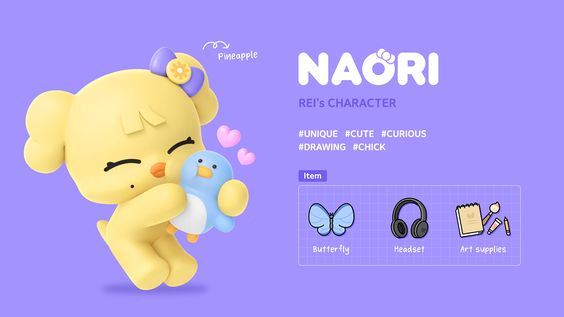 Pineapple
NAORI
REI's CHARACTER
#UNIQUE #CUTE #CURIOUS
#DRAWING #CHICK
Item
Butterfly
Headset
Art supplies